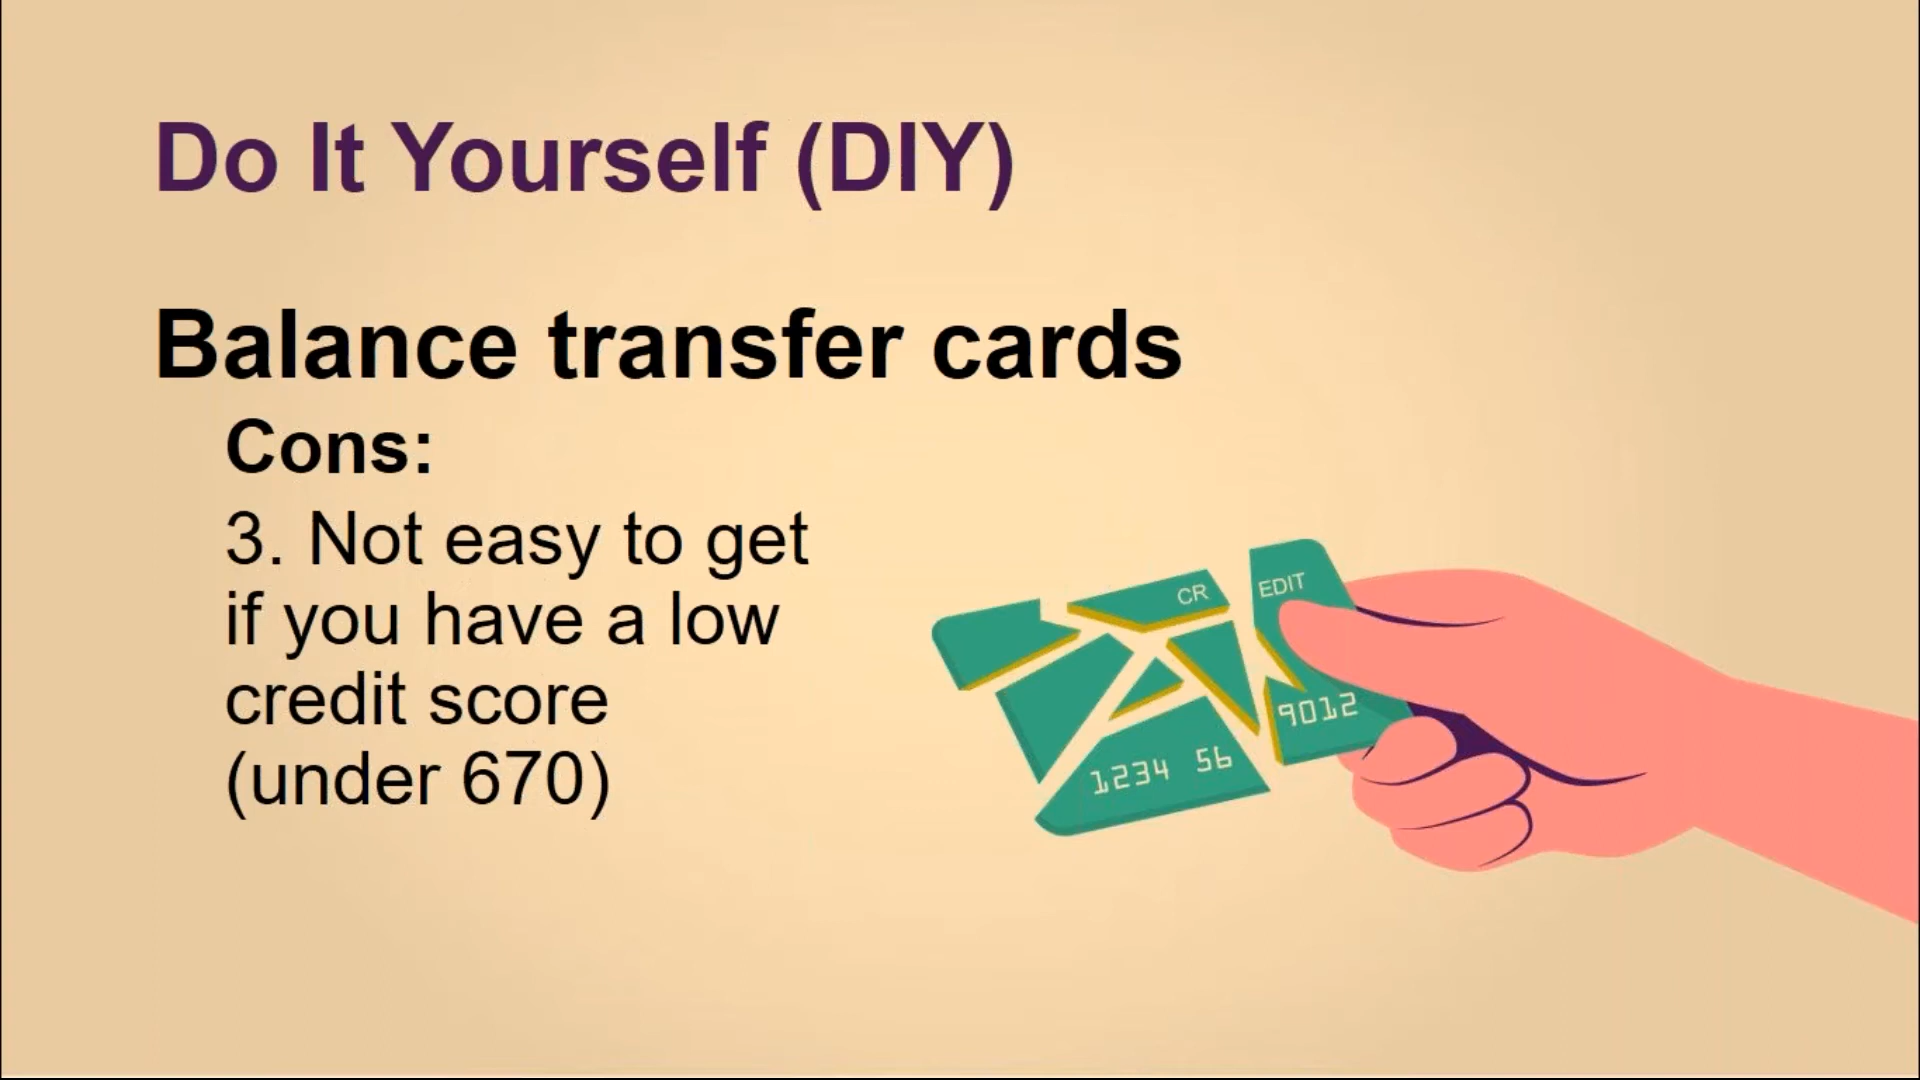 Do It Yourself (DIY)
Balance transfer cards
Cons:
3. Not easy to get
if you have a low
credit score
(under 670)
CR
EDIT
9012
1234 56